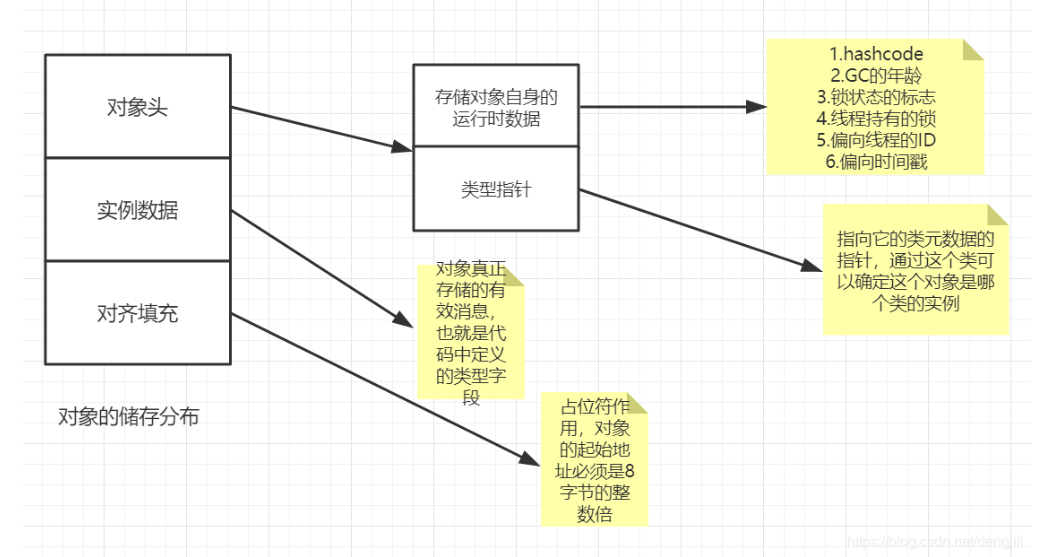 对象头
实例数据
对齐填充
对象的储存分布
存储对象自身的
运行时数据
类型指针
1.hashcode
2.GC的年龄
3.锁状态的标志
4.线程持有的锁
5.偏向线程的ID
6.偏向时间戳
指向它的类元数据的
指针，通过这个类可
以确定这个对象是哪
个类的实例
对象真正
存储的有
效消息，
也就是代
码中定义
的类型字
段
占位符作
用，对象
的起始地
址必须是8
字节的整
数倍
https://blog.csdn.net/dengjili